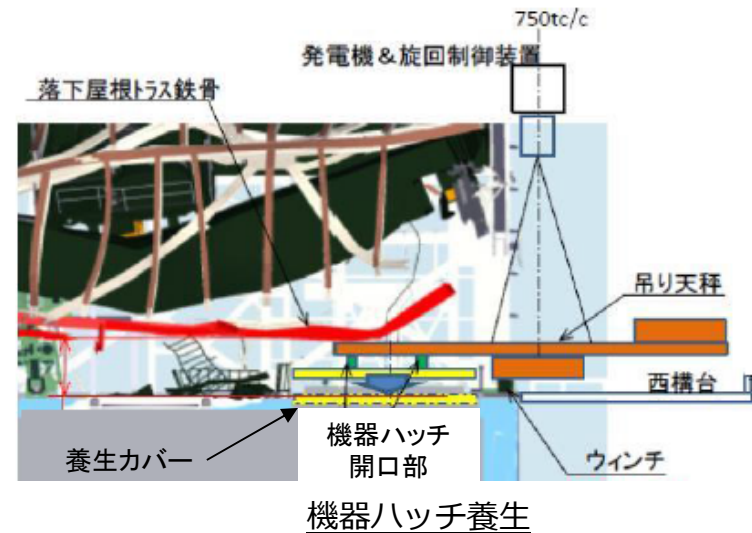 750tc/c
発電機&旋回制御装置
落下屋根トラス鉄骨
吊り天秤
西構台
養生カバー
機器ハッチ
開口部
ウィンチ
機器ハッチ養生